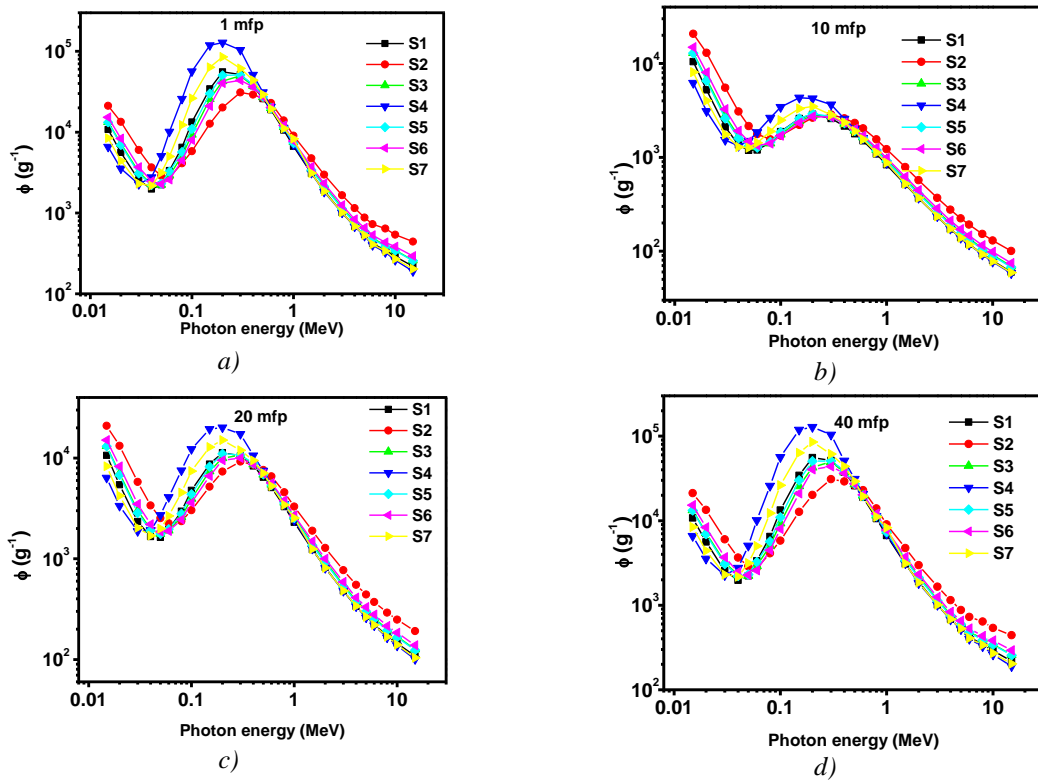 1 mfp
S1
S2
S3
S4
S5
S6
S7
ϕ (g⁻¹)
10⁵
10⁴
10³
10²
0.01 0.1 1 10
Photon energy (MeV)
a)
10 mfp
S1
S2
S3
S4
S5
S6
S7
ϕ (g⁻¹)
10⁴
10³
10²
0.01 0.1 1 10
Photon energy (MeV)
b)
20 mfp
S1
S2
S3
S4
S5
S6
S7
ϕ (g⁻¹)
10⁴
10³
10²
0.01 0.1 1 10
Photon energy (MeV)
c)
40 mfp
S1
S2
S3
S4
S5
S6
S7
ϕ (g⁻¹)
10⁵
10⁴
10³
10²
0.01 0.1 1 10
Photon energy (MeV)
d)